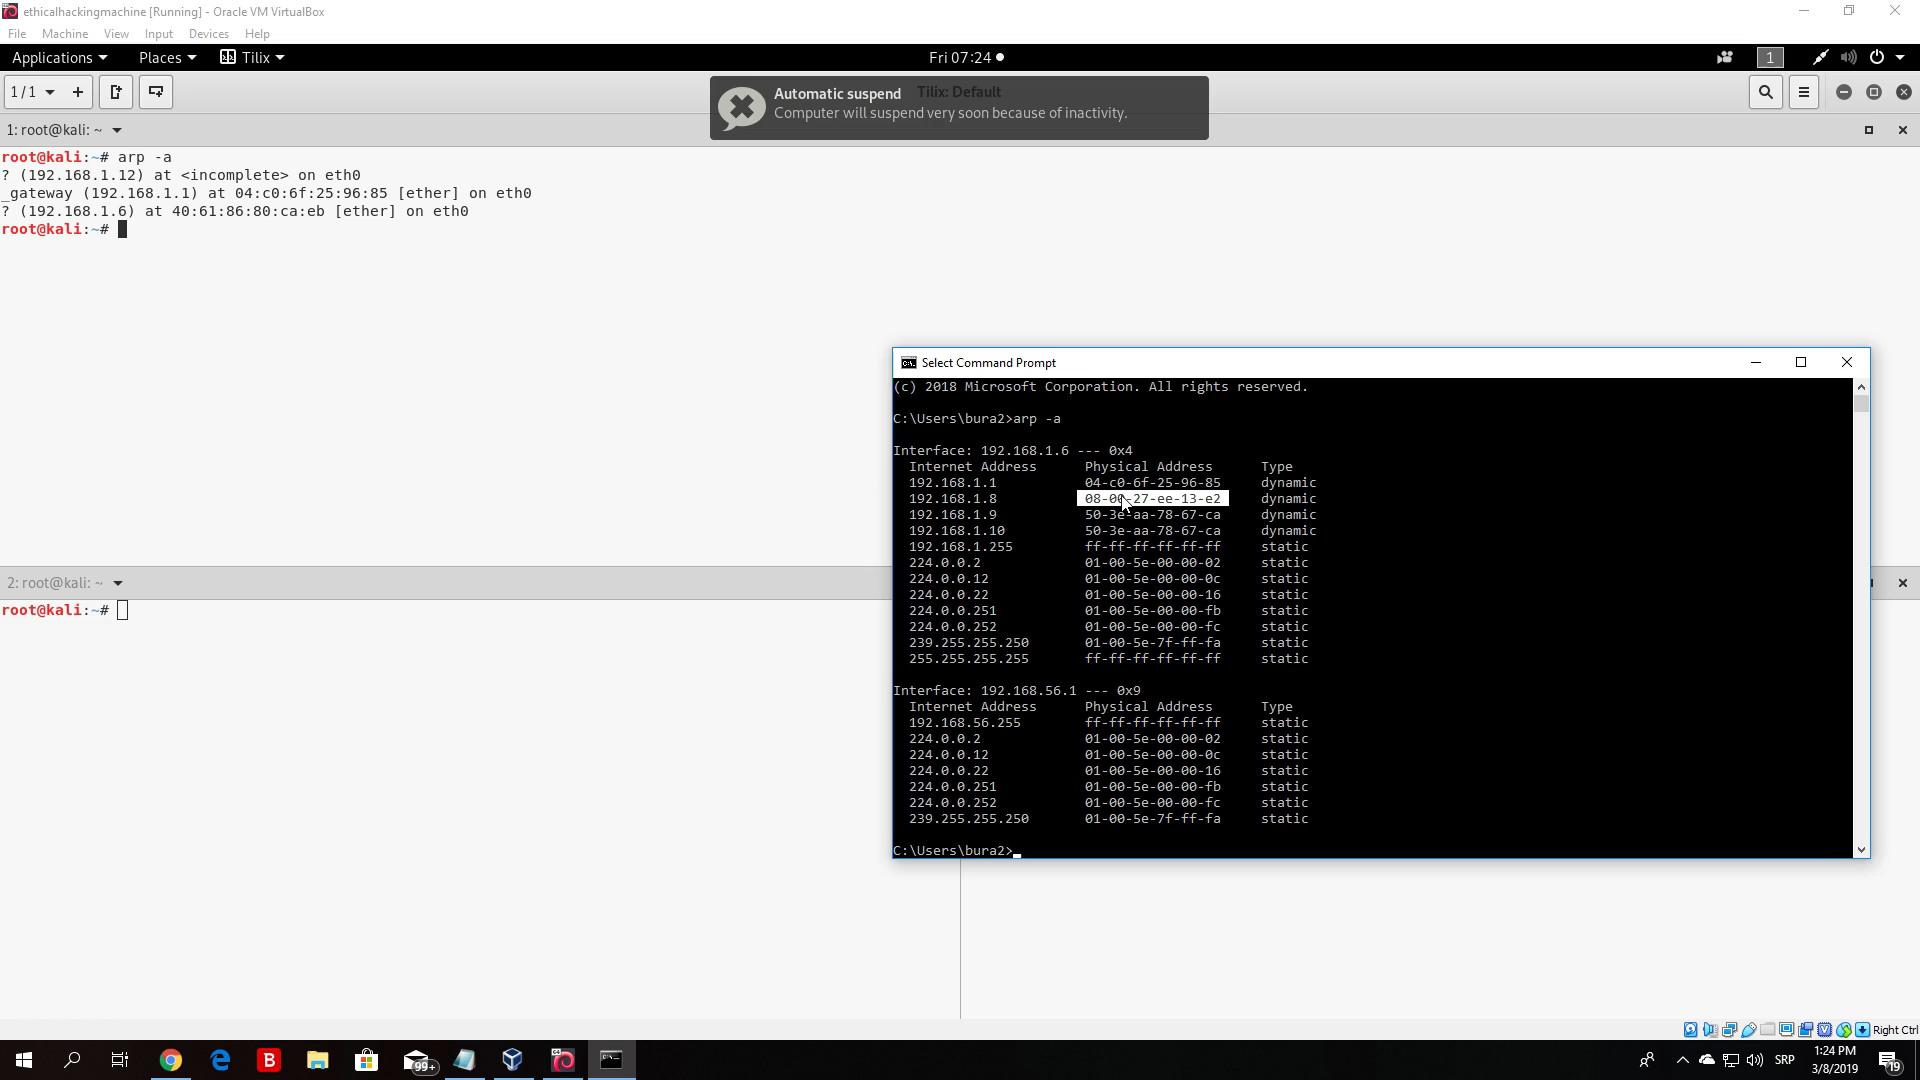 ethicalhackingmachine [Running] - Oracle VM VirtualBox
File Machine View Input Devices Help
Applications Places Tilix Fri 07:24 1
1 / 1 Tilix: Default
Automatic suspend
Computer will suspend very soon because of inactivity.
1: root@kali: ~
root@kali:~# arp -a
? (192.168.1.12) at <incomplete> on eth0
_gateway (192.168.1.1) at 04:c0:6f:25:96:85 [ether] on eth0
? (192.168.1.6) at 40:61:86:80:ca:eb [ether] on eth0
root@kali:~#
2: root@kali: ~
root@kali:~#
Select Command Prompt
(c) 2018 Microsoft Corporation. All rights reserved.
C:\Users\bura2>arp -a
Interface: 192.168.1.6 --- 0x4
Internet Address Physical Address Type
192.168.1.1 04-c0-6f-25-96-85 dynamic
192.168.1.8 08-00-27-ee-13-e2 dynamic
192.168.1.9 50-3e-aa-78-67-ca dynamic
192.168.1.10 50-3e-aa-78-67-ca dynamic
192.168.1.255 ff-ff-ff-ff-ff-ff static
224.0.0.2 01-00-5e-00-00-02 static
224.0.0.12 01-00-5e-00-00-0c static
224.0.0.22 01-00-5e-00-00-16 static
224.0.0.251 01-00-5e-00-00-fb static
224.0.0.252 01-00-5e-00-00-fc static
239.255.255.250 01-00-5e-7f-ff-fa static
255.255.255.255 ff-ff-ff-ff-ff-ff static
Interface: 192.168.56.1 --- 0x9
Internet Address Physical Address Type
192.168.56.255 ff-ff-ff-ff-ff-ff static
224.0.0.2 01-00-5e-00-00-02 static
224.0.0.12 01-00-5e-00-00-0c static
224.0.0.22 01-00-5e-00-00-16 static
224.0.0.251 01-00-5e-00-00-fb static
224.0.0.252 01-00-5e-00-00-fc static
239.255.255.250 01-00-5e-7f-ff-fa static
C:\Users\bura2>
Right Ctrl
99+
SRP
1:24 PM
3/8/2019
19